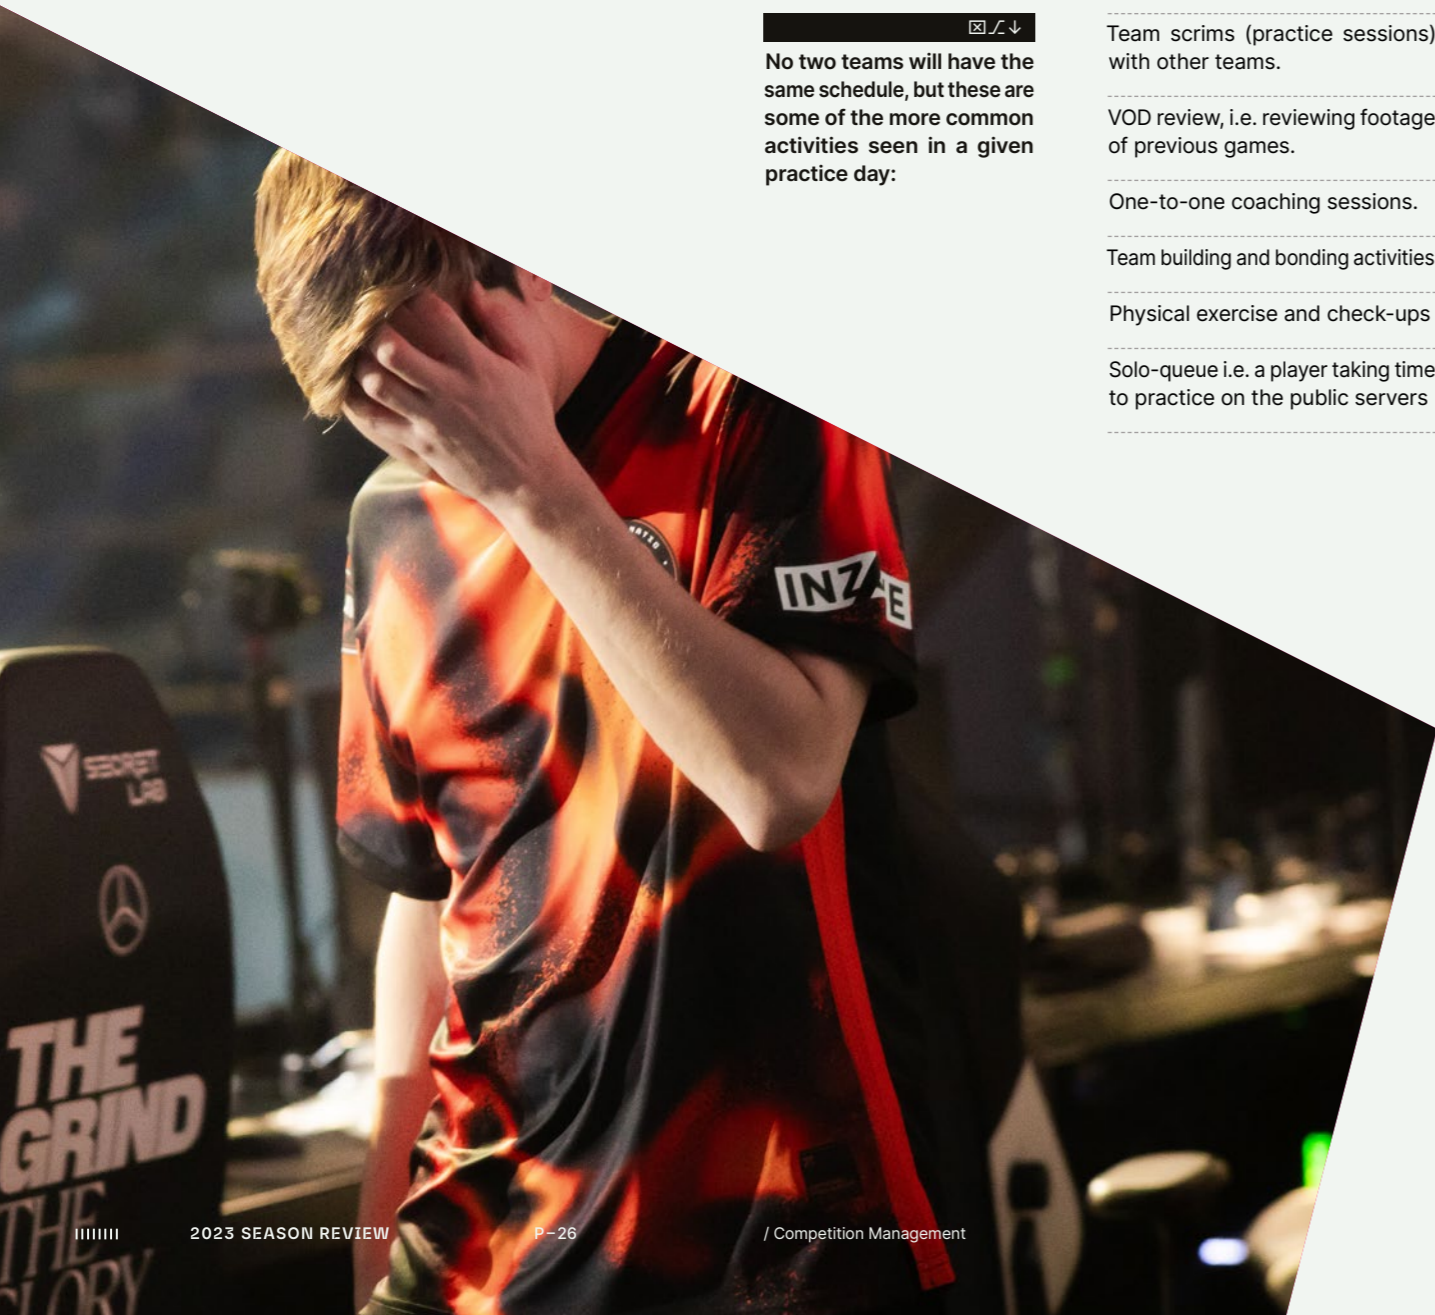 No two teams will have the
same schedule, but these are
some of the more common
activities seen in a given
practice day:
Team scrims (practice sessions)
with other teams.
VOD review, i.e. reviewing footage
of previous games.
One-to-one coaching sessions.
Team building and bonding activities
Physical exercise and check-ups
Solo-queue i.e. a player taking time
to practice on the public servers
INZ
E
SECRET
LAB
THE
GRIND
THE
GLORY
2023 SEASON REVIEW
P-26
/ Competition Management